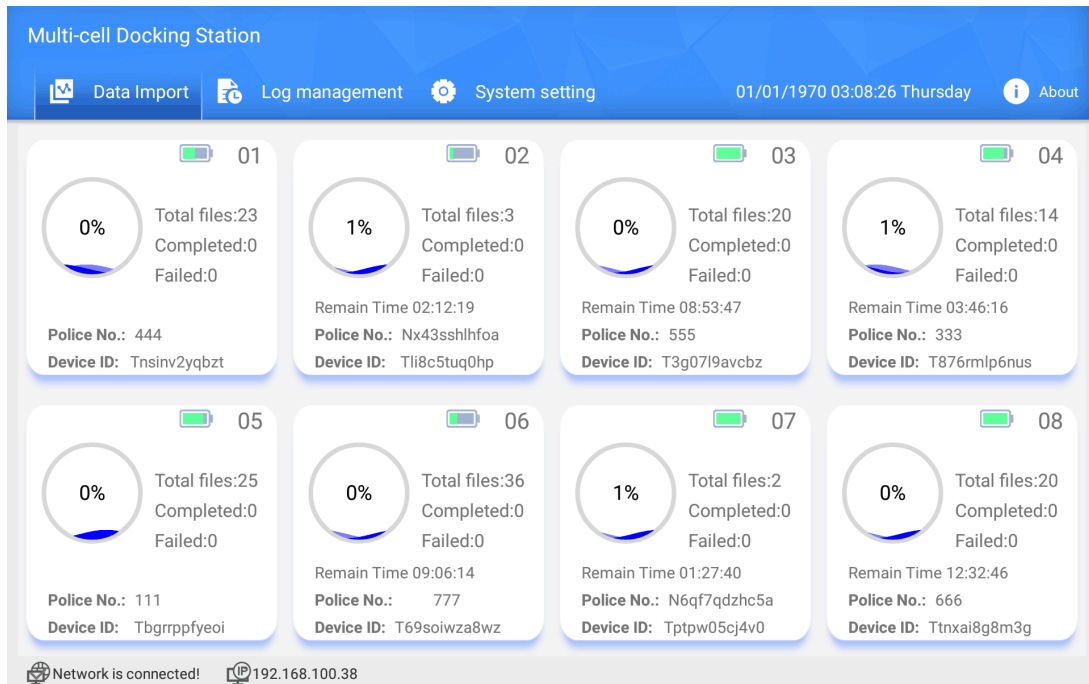 Multi-cell Docking Station
Data Import Log management System setting 01/01/1970 03:08:26 Thursday i About
01
0%
Total files:23
Completed:0
Failed:0
Police No.: 444
Device ID: Tnsinv2yqbzt
02
1%
Total files:3
Completed:0
Failed:0
Remain Time 02:12:19
Police No.: Nx43sshlhfoa
Device ID: Tli8c5tuq0hp
03
0%
Total files:20
Completed:0
Failed:0
Remain Time 08:53:47
Police No.: 555
Device ID: T3g07l9avcbz
04
1%
Total files:14
Completed:0
Failed:0
Remain Time 03:46:16
Police No.: 333
Device ID: T876rmlp6nus
05
0%
Total files:25
Completed:0
Failed:0
Police No.: 111
Device ID: Tbgrrppfyeoi
06
0%
Total files:36
Completed:0
Failed:0
Remain Time 09:06:14
Police No.: 777
Device ID: T69soiwza8wz
07
1%
Total files:2
Completed:0
Failed:0
Remain Time 01:27:40
Police No.: N6qf7qdzhc5a
Device ID: Tptpw05cj4v0
08
0%
Total files:20
Completed:0
Failed:0
Remain Time 12:32:46
Police No.: 666
Device ID: Ttnxai8g8m3g
Network is connected! IP 192.168.100.38